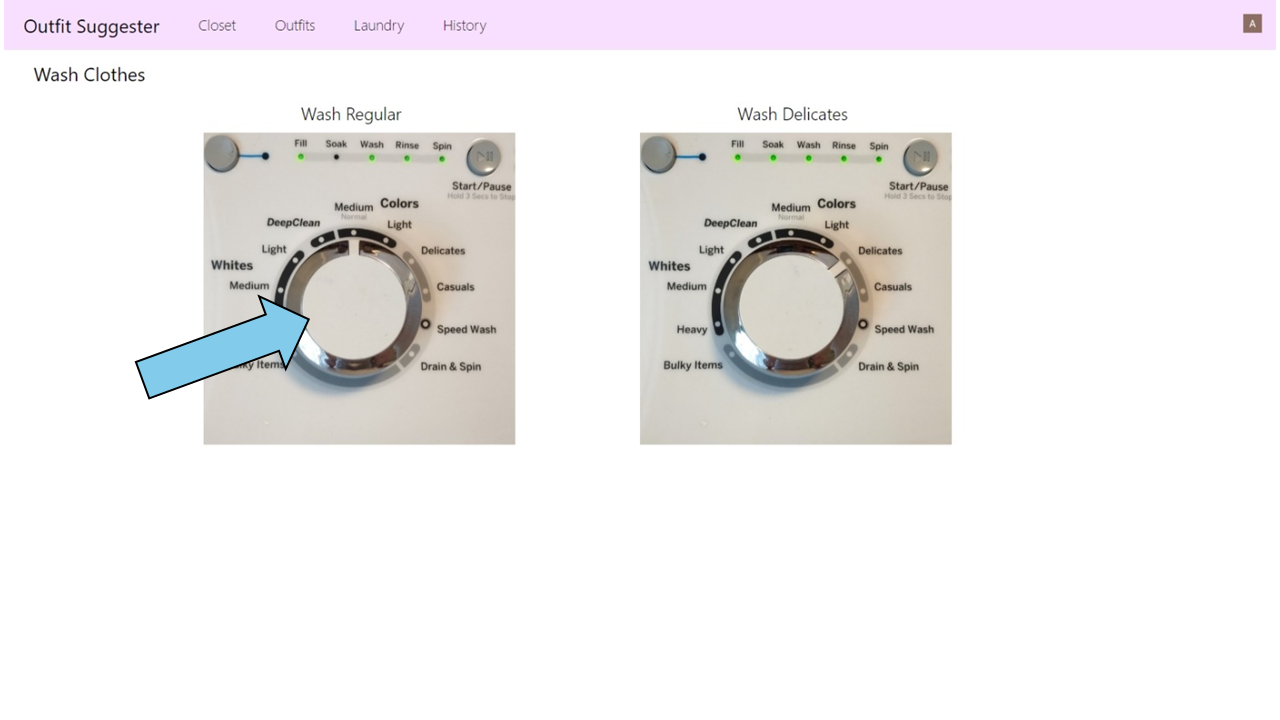 Outfit Suggester Closet Outfits Laundry History A
Wash Clothes
Wash Regular
Fill Soak Wash Rinse Spin
Start/Pause
Hold 3 Secs to Stop
Medium Colors
Normal
DeepClean Light
Light Delicates
Whites
Medium Casuals
Speed Wash
Items Drain & Spin
Wash Delicates
Fill Soak Wash Rinse Spin
Start/Pause
Hold 3 Secs to Stop
Medium Colors
Normal
DeepClean Light
Light Delicates
Whites
Medium Casuals
Heavy Speed Wash
Bulky Items Drain & Spin